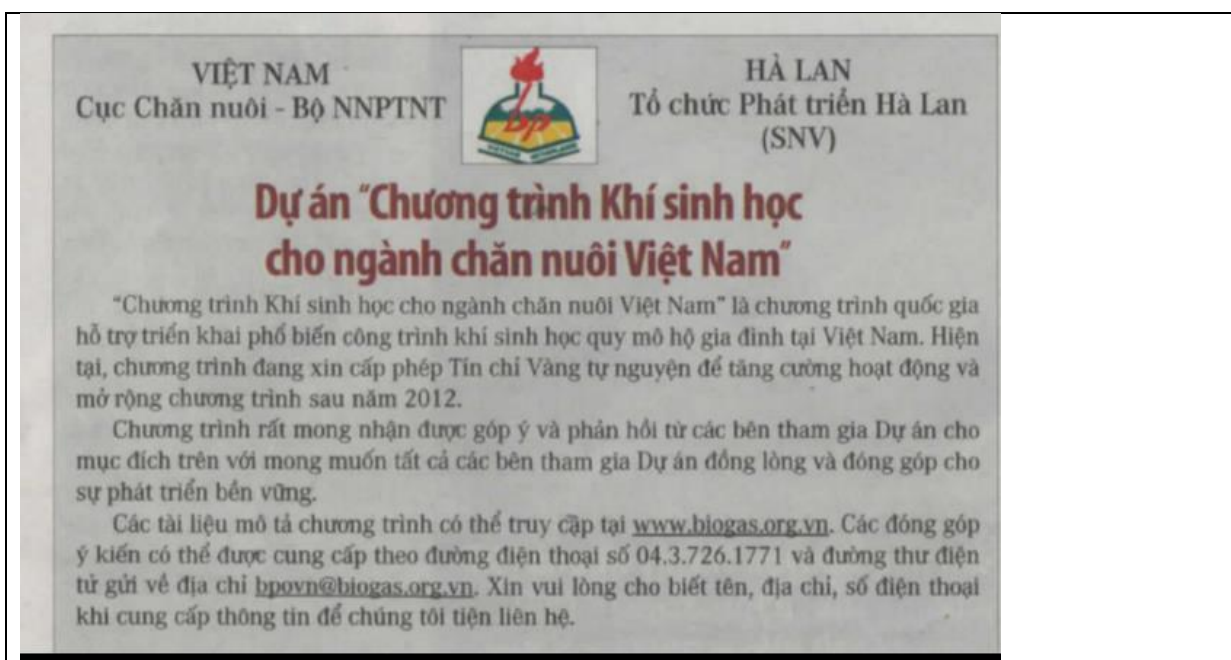 VIỆT NAM
Cục Chăn nuôi - Bộ NNPTNT
bp
HÀ LAN
Tổ chức Phát triển Hà Lan
(SNV)
Dự án "Chương trình Khí sinh học
cho ngành chăn nuôi Việt Nam"
"Chương trình Khí sinh học cho ngành chăn nuôi Việt Nam" là chương trình quốc gia
hỗ trợ triển khai phổ biến công trình khí sinh học quy mô hộ gia đình tại Việt Nam. Hiện
tại, chương trình đang xin cấp phép Tín chỉ Vàng tự nguyện để tăng cường hoạt động và
mở rộng chương trình sau năm 2012.
Chương trình rất mong nhận được góp ý và phản hồi từ các bên tham gia Dự án cho
mục đích trên với mong muốn tất cả các bên tham gia Dự án đồng lòng và đóng góp cho
sự phát triển bền vững.
Các tài liệu mô tả chương trình có thể truy cập tại www.biogas.org.vn. Các đóng góp
ý kiến có thể được cung cấp theo đường điện thoại số 04.3.726.1771 và đường thư điện
tử gửi về địa chỉ bpovn@biogas.org.vn. Xin vui lòng cho biết tên, địa chỉ, số điện thoại
khi cung cấp thông tin để chúng tôi tiện liên hệ.